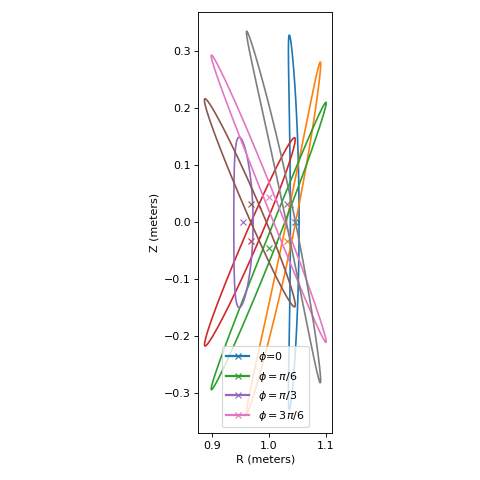 0.3
0.2
0.1
0.0
−0.1
−0.2
−0.3
Z (meters)
ϕ=0
ϕ = π/6
ϕ = π/3
ϕ = 3π/6
0.9 1.0 1.1
R (meters)